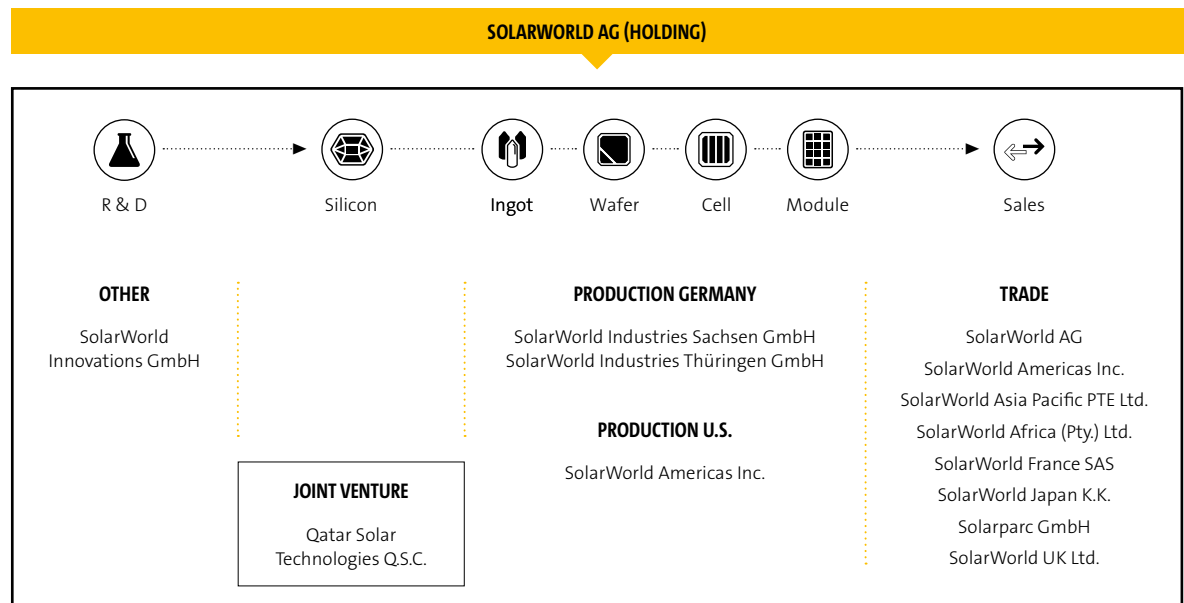 SOLARWORLD AG (HOLDING)
R & D
Silicon
Ingot
Wafer
Cell
Module
Sales
OTHER
SolarWorld
Innovations GmbH
JOINT VENTURE
Qatar Solar
Technologies Q.S.C.
PRODUCTION GERMANY
SolarWorld Industries Sachsen GmbH
SolarWorld Industries Thüringen GmbH
PRODUCTION U.S.
SolarWorld Americas Inc.
TRADE
SolarWorld AG
SolarWorld Americas Inc.
SolarWorld Asia Pacific PTE Ltd.
SolarWorld Africa (Pty.) Ltd.
SolarWorld France SAS
SolarWorld Japan K.K.
Solarparc GmbH
SolarWorld UK Ltd.